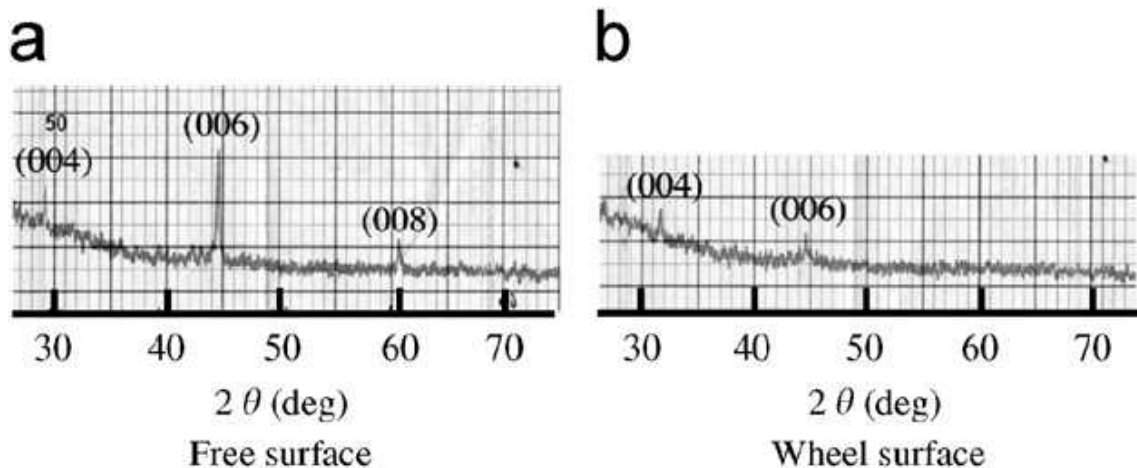 a
50
(006)
(004)
(008)
30 40 50 60 70
2 θ (deg)
Free surface
b
(004)
(006)
30 40 50 60 70
2 θ (deg)
Wheel surface